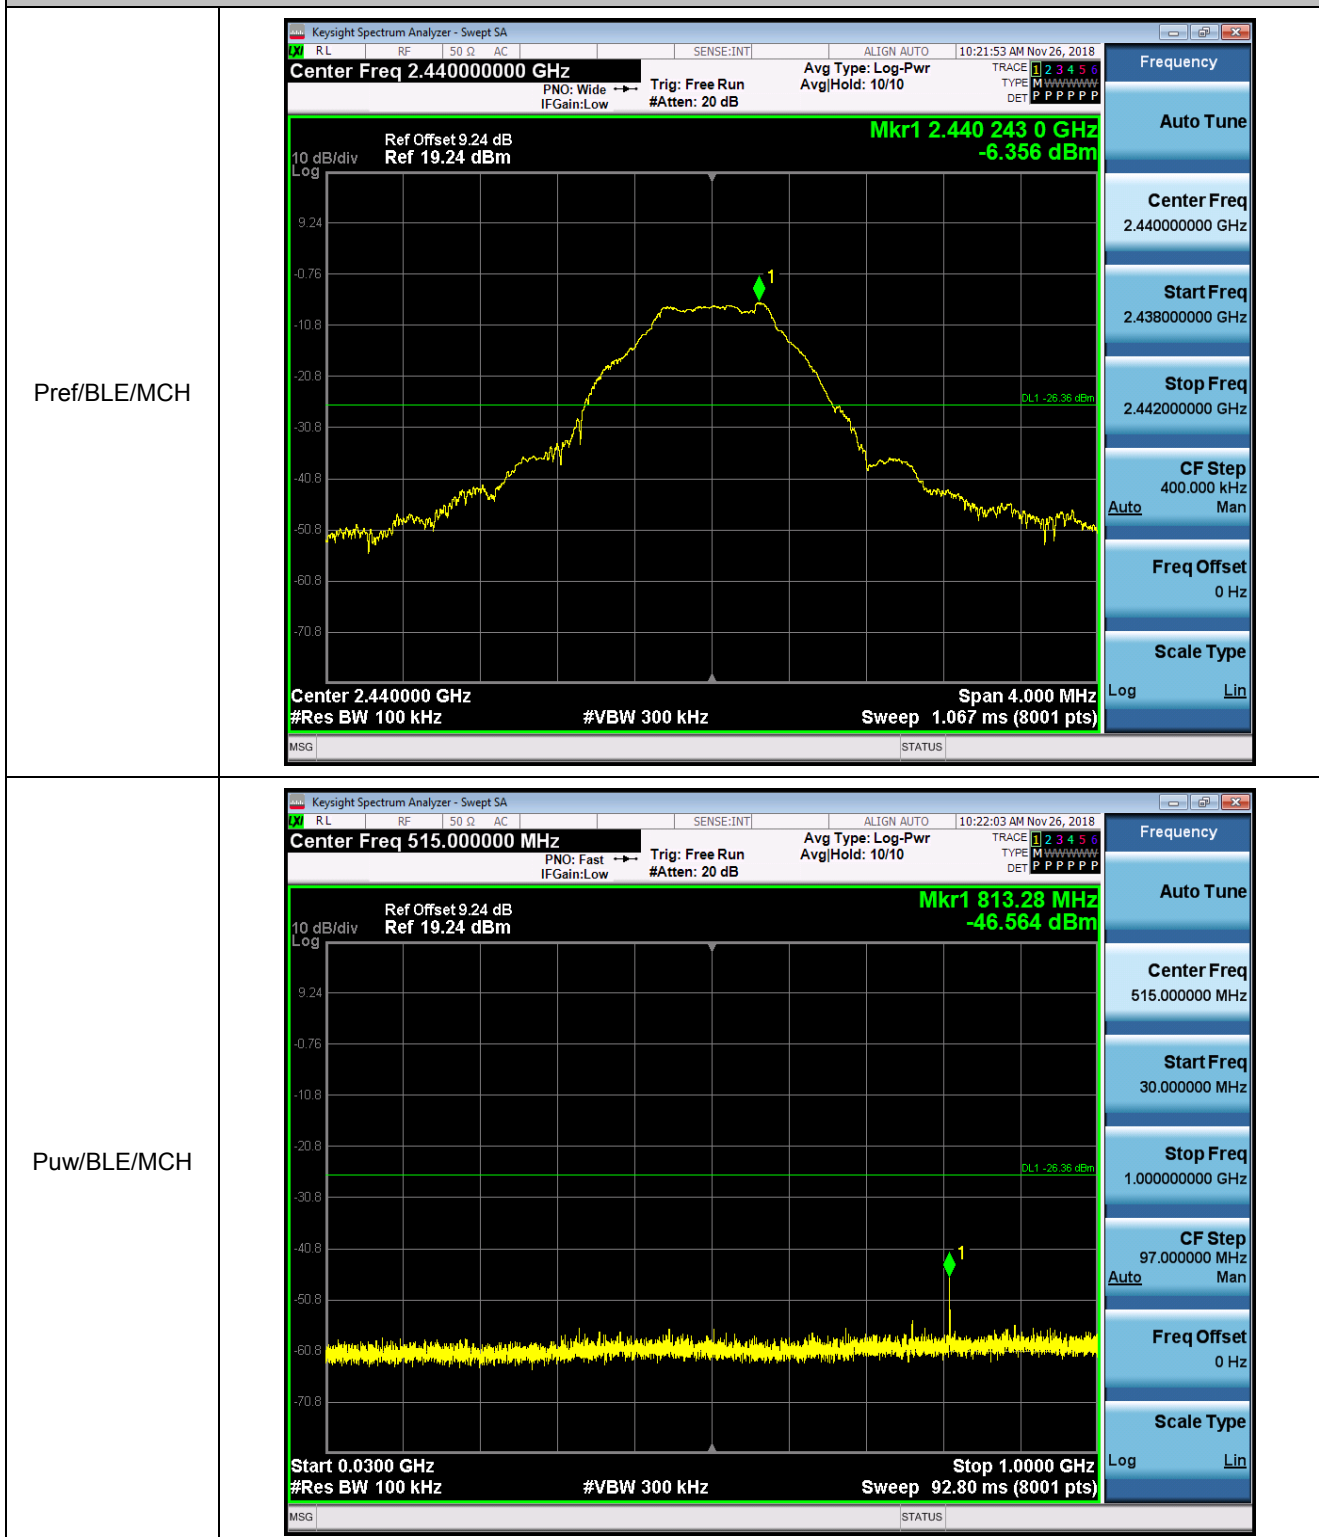 Pref/BLE/MCH
Keysight Spectrum Analyzer - Swept SA
LXI RL RF 50 Ω AC SENSE:INT ALIGN AUTO 10:21:53 AM Nov 26, 2018
Center Freq 2.440000000 GHz
PNO: Wide
IFGain:Low
Trig: Free Run
#Atten: 20 dB
Avg Type: Log-Pwr
Avg|Hold: 10/10
TRACE 1 2 3 4 5 6
TYPE M WWWWW
DET P P P P P P
Mkr1 2.440 243 0 GHz
-6.356 dBm
Ref Offset 9.24 dB
10 dB/div Ref 19.24 dBm
Log
9.24
-0.76
-10.8
-20.8
-30.8
-40.8
-50.8
-60.8
-70.8
1
DL1 -26.36 dBm
Center 2.440000 GHz Span 4.000 MHz
#Res BW 100 kHz #VBW 300 kHz Sweep 1.067 ms (8001 pts)
MSG STATUS
Frequency
Auto Tune
Center Freq
2.440000000 GHz
Start Freq
2.438000000 GHz
Stop Freq
2.442000000 GHz
CF Step
400.000 kHz
Auto Man
Freq Offset
0 Hz
Scale Type
Log Lin
Puw/BLE/MCH
Keysight Spectrum Analyzer - Swept SA
LXI RL RF 50 Ω AC SENSE:INT ALIGN AUTO 10:22:03 AM Nov 26, 2018
Center Freq 515.000000 MHz
PNO: Fast
IFGain:Low
Trig: Free Run
#Atten: 20 dB
Avg Type: Log-Pwr
Avg|Hold: 10/10
TRACE 1 2 3 4 5 6
TYPE M WWWWW
DET P P P P P P
Mkr1 813.28 MHz
-46.564 dBm
Ref Offset 9.24 dB
10 dB/div Ref 19.24 dBm
Log
9.24
-0.76
-10.8
-20.8
-30.8
-40.8
-50.8
-60.8
-70.8
1
DL1 -26.36 dBm
Start 0.0300 GHz Stop 1.0000 GHz
#Res BW 100 kHz #VBW 300 kHz Sweep 92.80 ms (8001 pts)
MSG STATUS
Frequency
Auto Tune
Center Freq
515.000000 MHz
Start Freq
30.000000 MHz
Stop Freq
1.000000000 GHz
CF Step
97.000000 MHz
Auto Man
Freq Offset
0 Hz
Scale Type
Log Lin